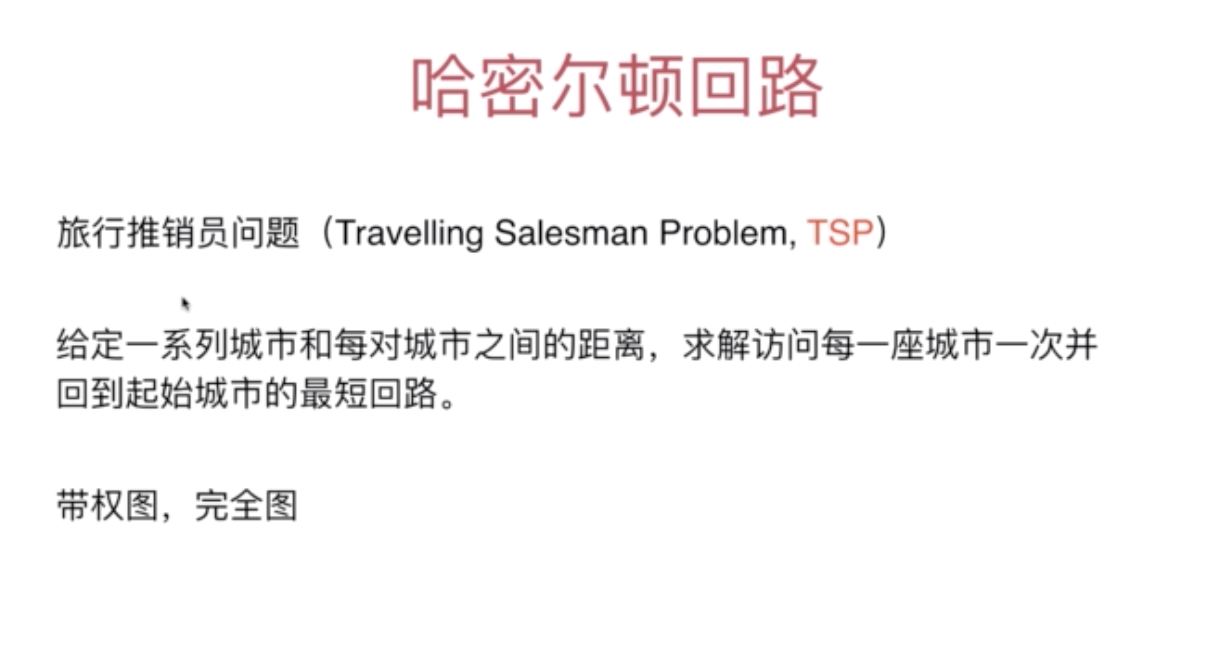 哈密尔顿回路
旅行推销员问题（Travelling Salesman Problem, TSP）
给定一系列城市和每对城市之间的距离，求解访问每一座城市一次并
回到起始城市的最短回路。
带权图，完全图